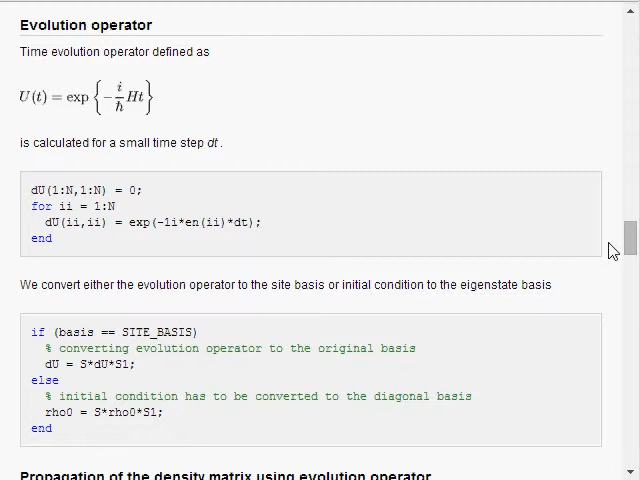 Evolution operator
Time evolution operator defined as
U(t) = exp{−i/ħ Ht}
is calculated for a small time step dt .
dU(1:N,1:N) = 0;
for ii = 1:N
dU(ii,ii) = exp(-1i*en(ii)*dt);
end
We convert either the evolution operator to the site basis or initial condition to the eigenstate basis
if (basis == SITE_BASIS)
% converting evolution operator to the original basis
dU = S*dU*S1;
else
% initial condition has to be converted to the diagonal basis
rho0 = S*rho0*S1;
end
Propagation of the density matrix using evolution operator